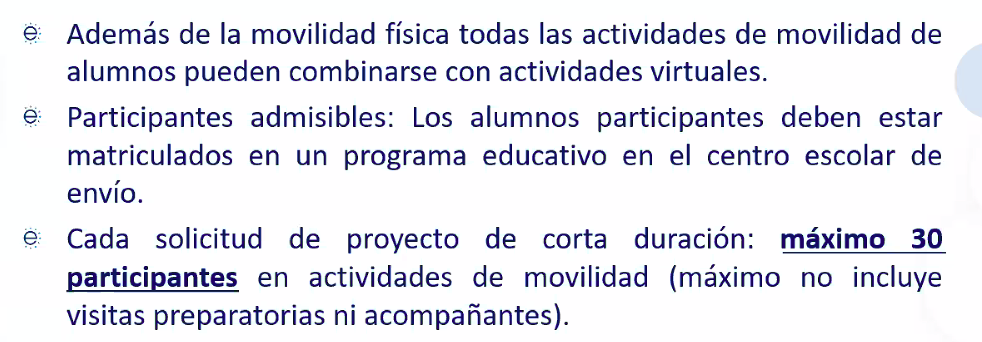 Además de la movilidad física todas las actividades de movilidad de
alumnos pueden combinarse con actividades virtuales.
Participantes admisibles: Los alumnos participantes deben estar
matriculados en un programa educativo en el centro escolar de
envío.
Cada solicitud de proyecto de corta duración: máximo 30
participantes en actividades de movilidad (máximo no incluye
visitas preparatorias ni acompañantes).